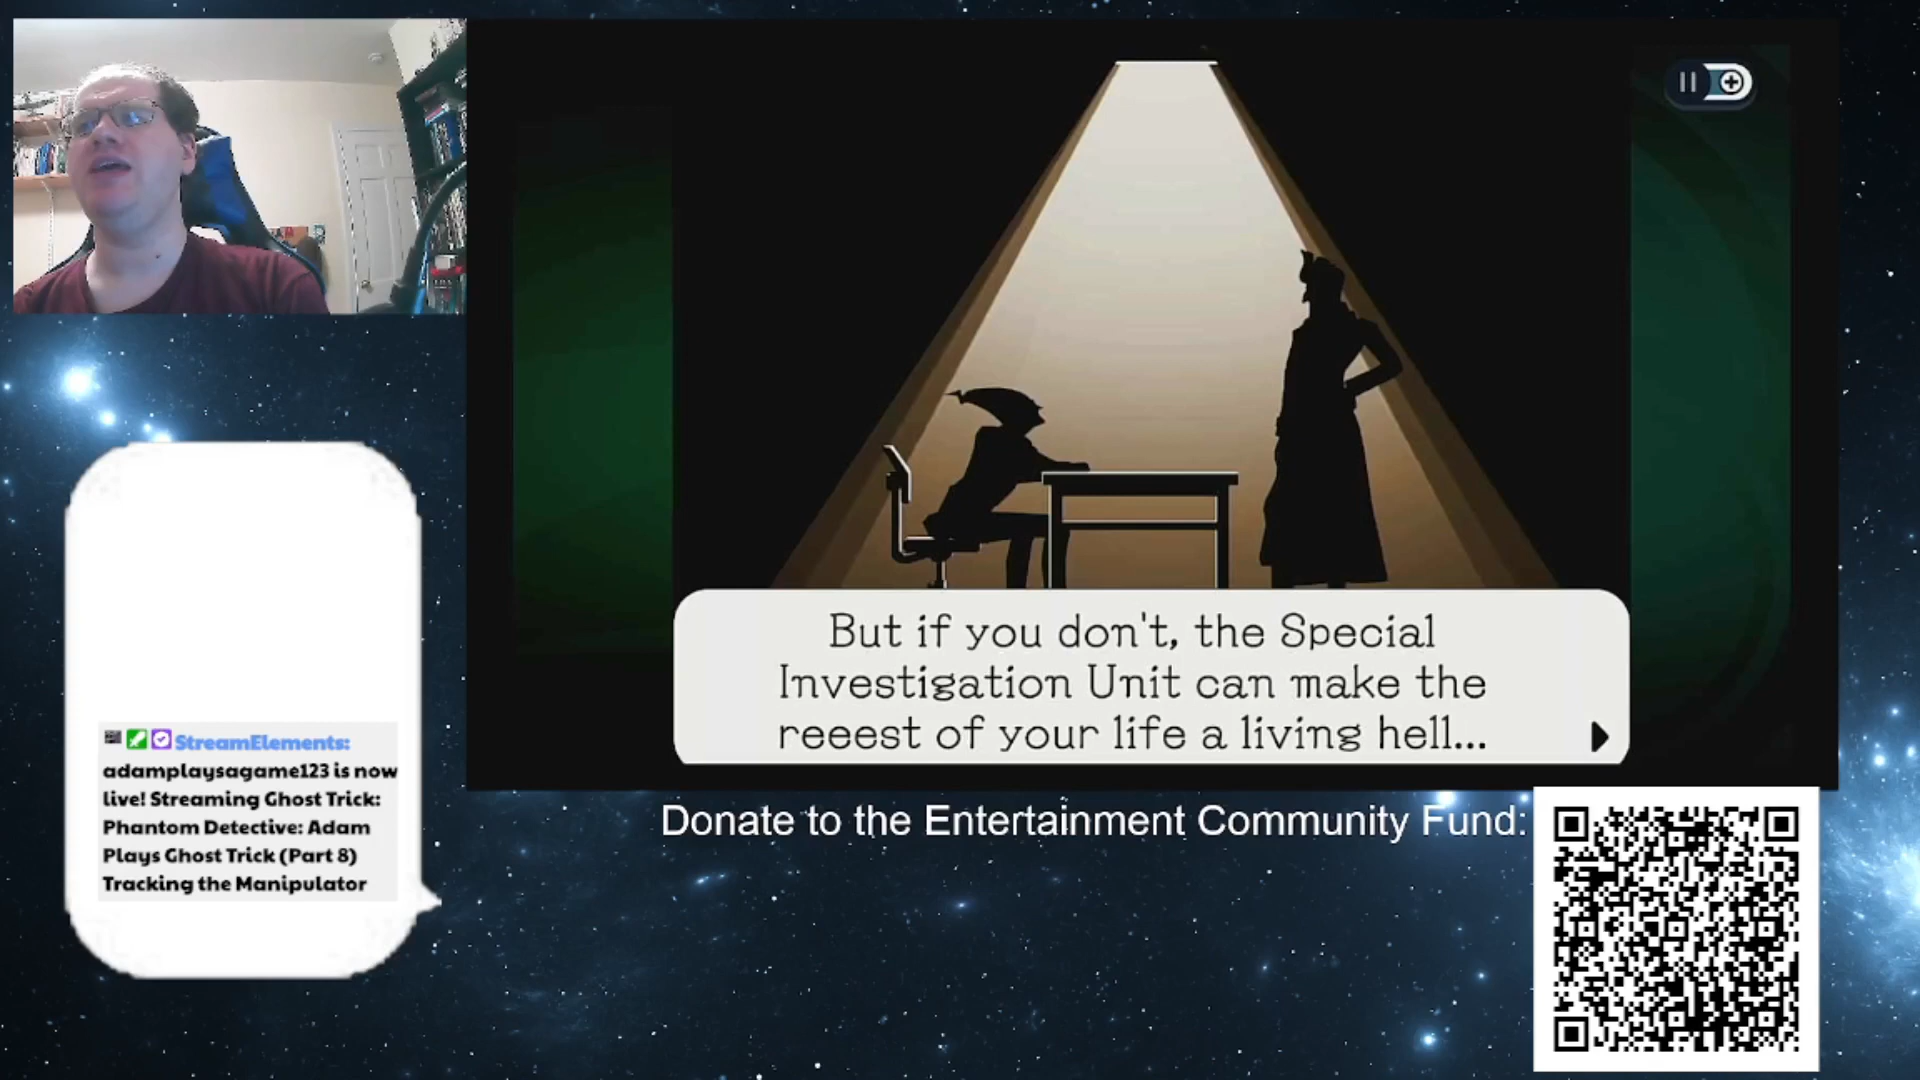 But if you don't, the Special
Investigation Unit can make the
reeest of your life a living hell...
StreamElements:
adamplaysagame123 is now
live! Streaming Ghost Trick:
Phantom Detective: Adam
Plays Ghost Trick (Part 8)
Tracking the Manipulator
Donate to the Entertainment Community Fund: